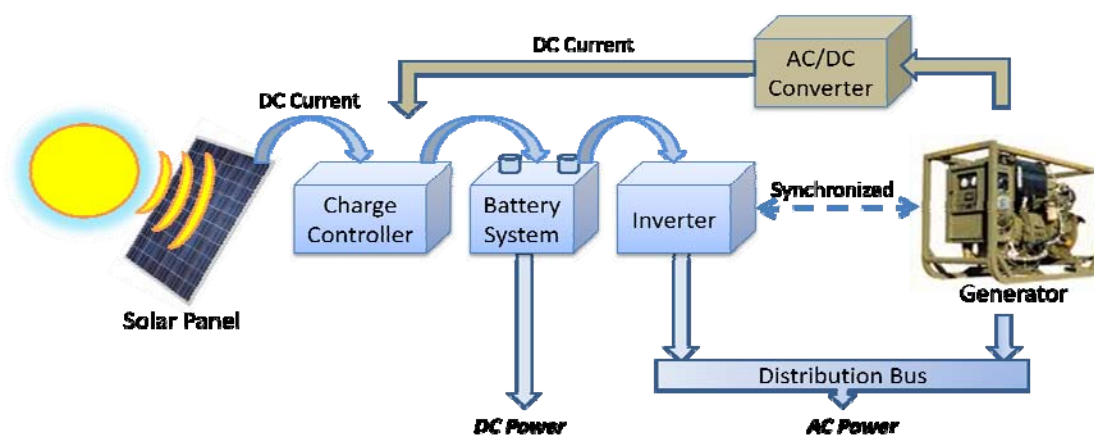 DC Current
AC/DC
Converter
DC Current
Charge
Controller
Battery
System
Inverter
Synchronized
Solar Panel
Generator
Distribution Bus
DC Power
AC Power